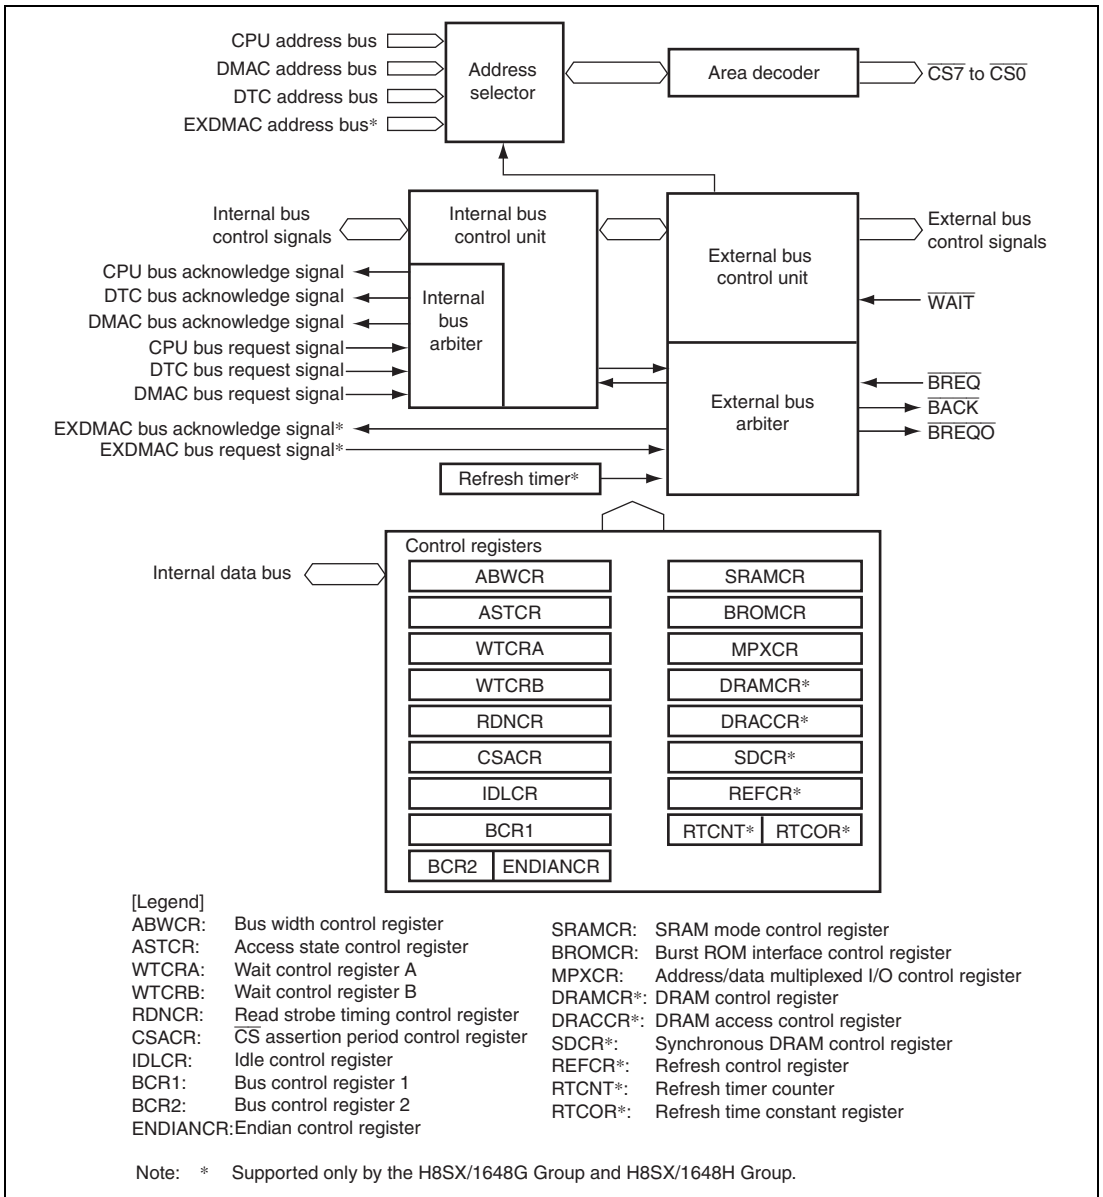 CPU address bus
DMAC address bus
DTC address bus
EXDMAC address bus*
Address
selector
Area decoder
CS7 to CS0
Internal bus
control signals
Internal bus
control unit
External bus
control unit
External bus
control signals
WAIT
CPU bus acknowledge signal
DTC bus acknowledge signal
DMAC bus acknowledge signal
CPU bus request signal
DTC bus request signal
DMAC bus request signal
Internal
bus
arbiter
External bus
arbiter
BREQ
BACK
BREQO
EXDMAC bus acknowledge signal*
EXDMAC bus request signal*
Refresh timer*
Internal data bus
Control registers
ABWCR
ASTCR
WTCRA
WTCRB
RDNCR
CSACR
IDLCR
BCR1
BCR2 ENDIANCR
SRAMCR
BROMCR
MPXCR
DRAMCR*
DRACCR*
SDCR*
REFCR*
RTCNT* RTCOR*
[Legend]
ABWCR: Bus width control register
ASTCR: Access state control register
WTCRA: Wait control register A
WTCRB: Wait control register B
RDNCR: Read strobe timing control register
CSACR: CS assertion period control register
IDLCR: Idle control register
BCR1: Bus control register 1
BCR2: Bus control register 2
ENDIANCR: Endian control register
SRAMCR: SRAM mode control register
BROMCR: Burst ROM interface control register
MPXCR: Address/data multiplexed I/O control register
DRAMCR*: DRAM control register
DRACCR*: DRAM access control register
SDCR*: Synchronous DRAM control register
REFCR*: Refresh control register
RTCNT*: Refresh timer counter
RTCOR*: Refresh time constant register
Note: * Supported only by the H8SX/1648G Group and H8SX/1648H Group.